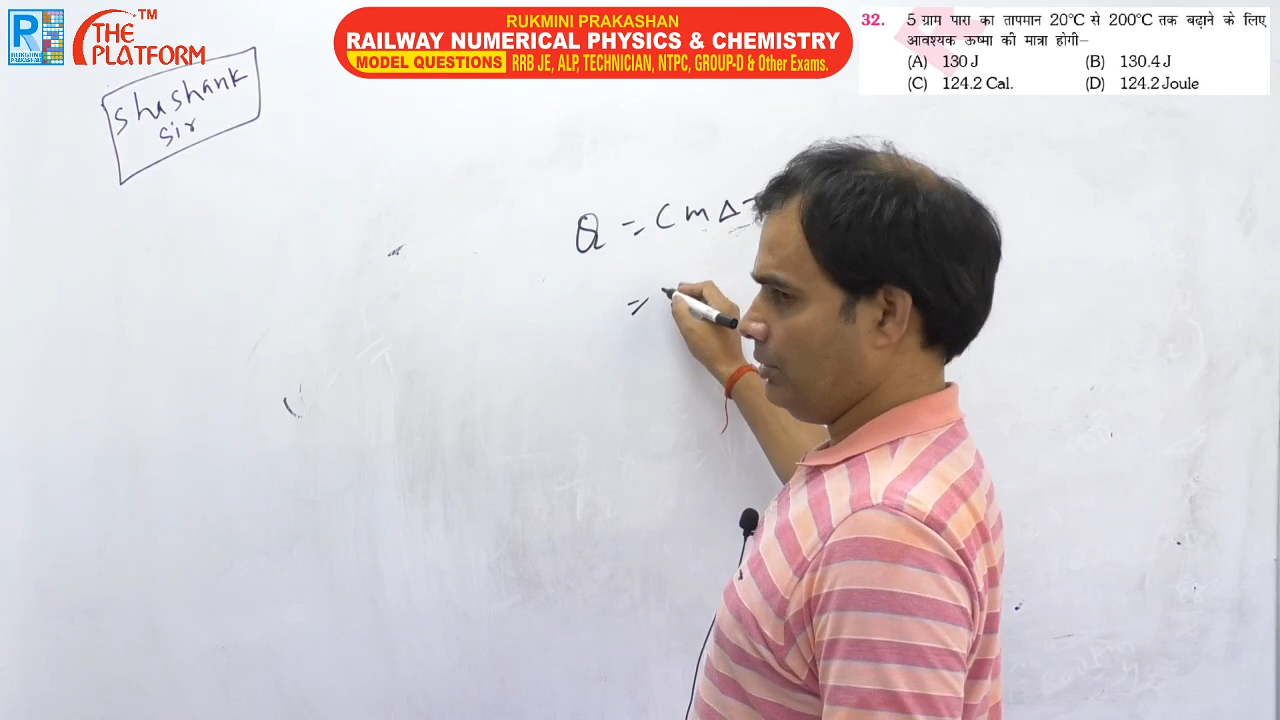 R
RUKMINI
PRAKASHAN
THE
PLATFORM™
RUKMINI PRAKASHAN
RAILWAY NUMERICAL PHYSICS & CHEMISTRY
MODEL QUESTIONS RRB JE, ALP, TECHNICIAN, NTPC, GROUP-D & Other Exams.
32. 5 ग्राम पारा का तापमान 20°C से 200°C तक बढ़ाने के लिए
आवश्यक ऊष्मा की मात्रा होगी–
(A) 130 J (B) 130.4 J
(C) 124.2 Cal. (D) 124.2 Joule
Shashank
Sir
Q = C m Δ
=